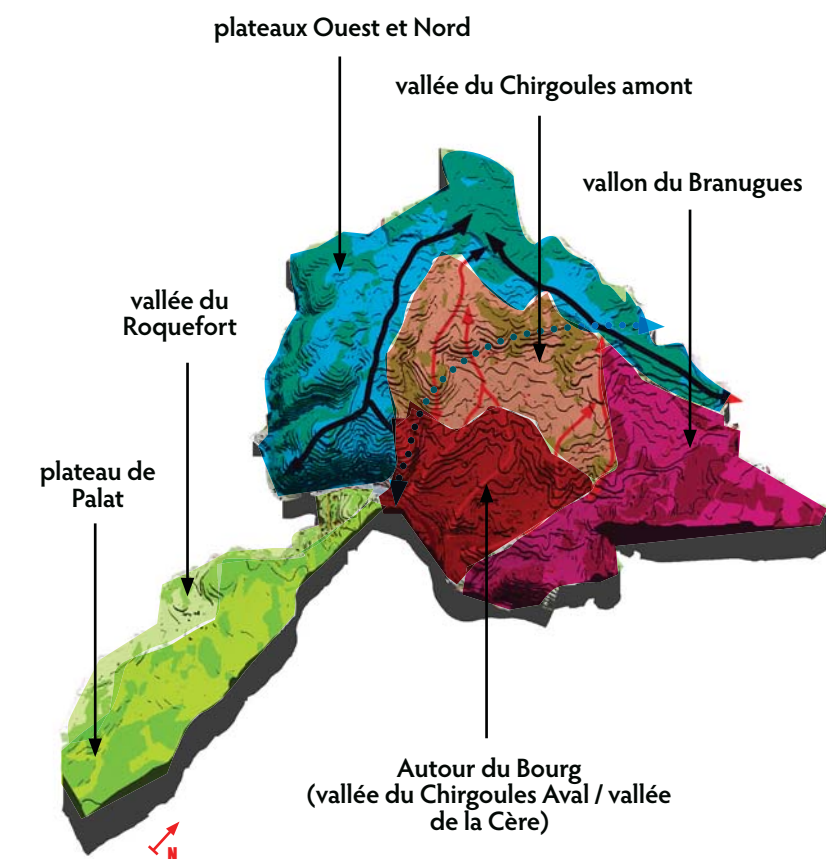 plateaux Ouest et Nord
vallée du Chirgoules amont
vallon du Branugues
vallée du
Roquefort
plateau de
Palat
Autour du Bourg
(vallée du Chirgoules Aval / vallée
de la Cère)
N